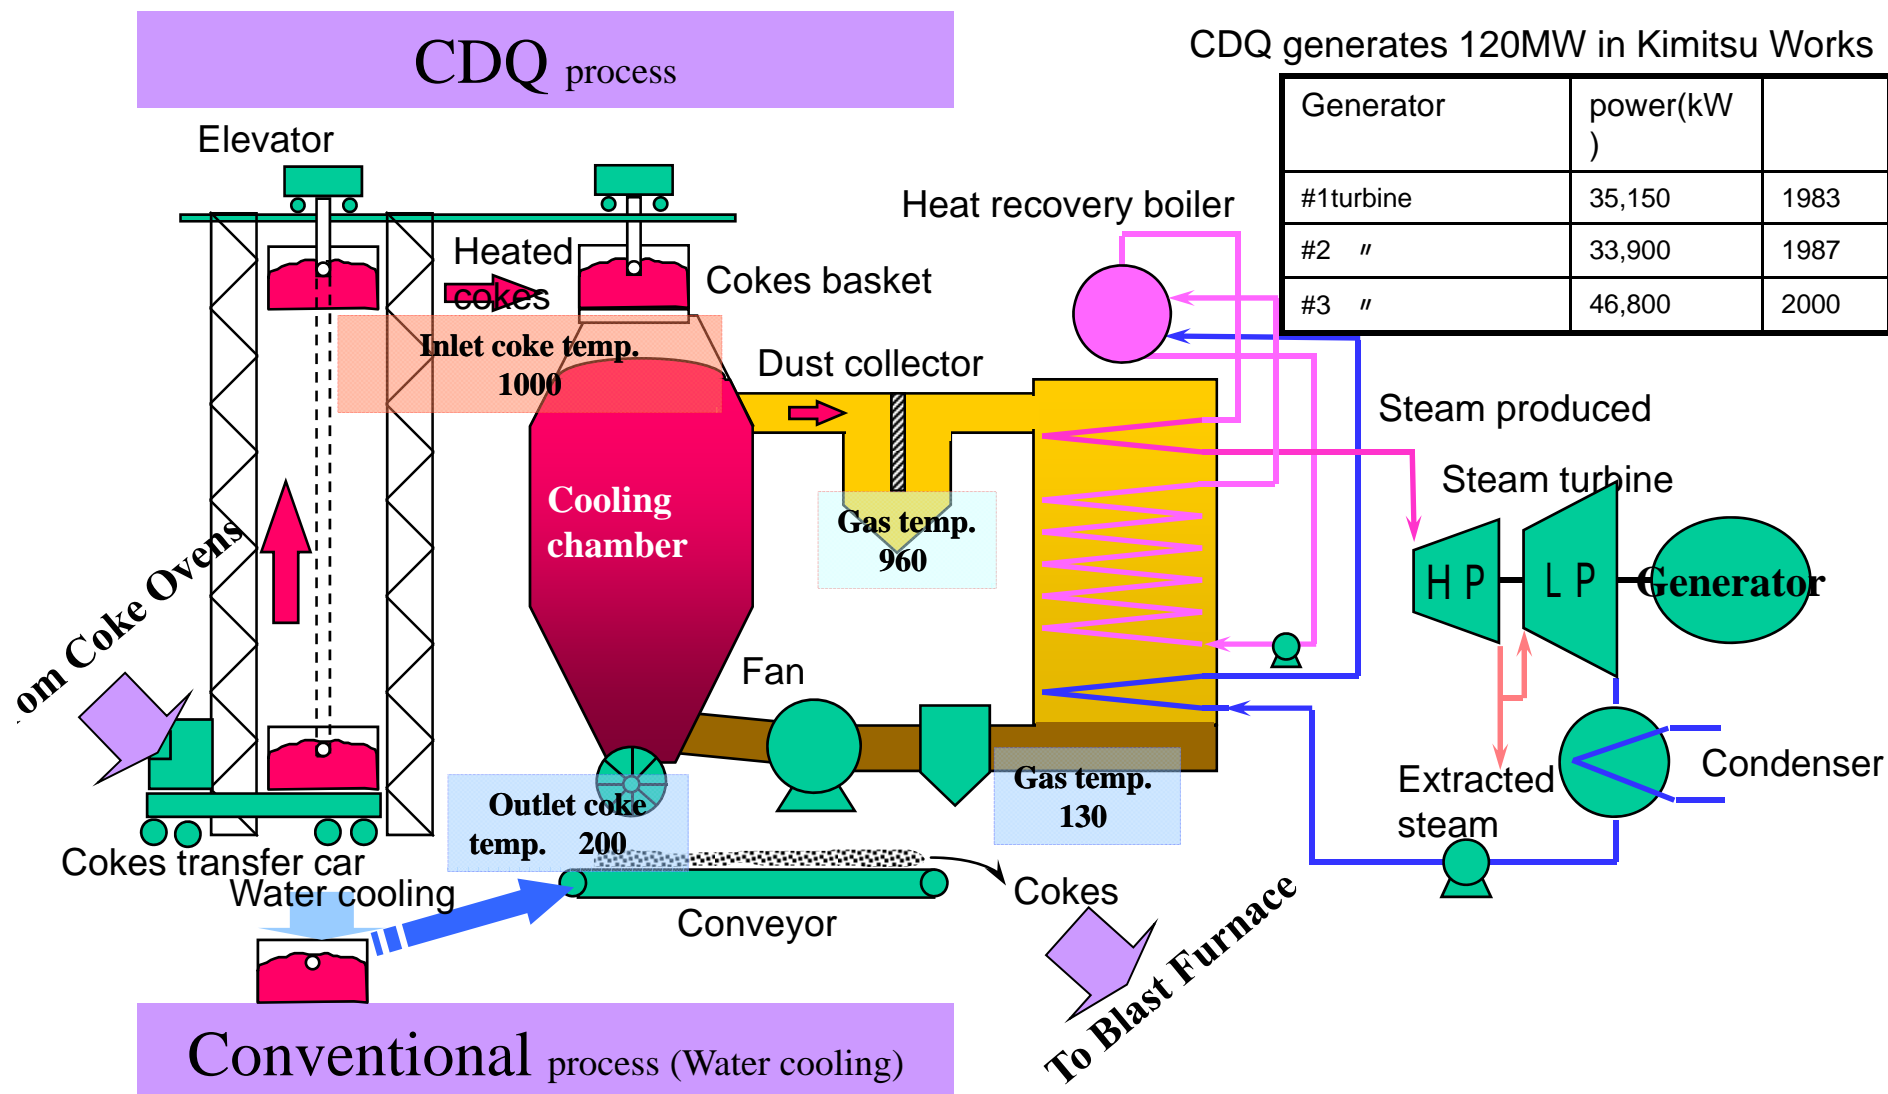 CDQ process
CDQ generates 120MW in Kimitsu Works
Generator power(kW
)
#1turbine 35,150 1983
#2 〃 33,900 1987
#3 〃 46,800 2000
Elevator
Heated
cokes
Cokes basket
Heat recovery boiler
Inlet coke temp.
1000
Dust collector
Steam produced
Steam turbine
Cooling
chamber
Gas temp.
960
ＨＰ
ＬＰ
Generator
om Coke Ovens
Fan
Outlet coke
temp. 200
Gas temp.
130
Extracted
steam
Condenser
Cokes transfer car
Water cooling
Conveyor
Cokes
To Blast Furnace
Conventional process (Water cooling)